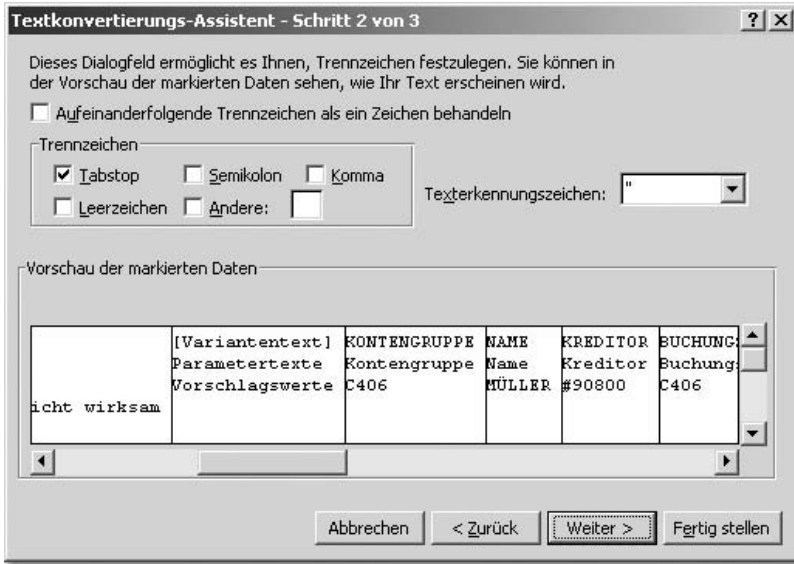 Textkonvertierungs-Assistent - Schritt 2 von 3
Dieses Dialogfeld ermöglicht es Ihnen, Trennzeichen festzulegen. Sie können in
der Vorschau der markierten Daten sehen, wie Ihr Text erscheinen wird.
Aufeinanderfolgende Trennzeichen als ein Zeichen behandeln
Trennzeichen
Tabstop Semikolon Komma
Leerzeichen Andere:
Texterkennungszeichen: "
Vorschau der markierten Daten
[Variantentext] KONTENGRUPPE NAME KREDITOR BUCHUNGS
Parametertexte Kontengruppe Name Kreditor Buchungs
Vorschlagswerte C406 MÜLLER #90800 C406
icht wirksam
Abbrechen < Zurück Weiter > Fertig stellen